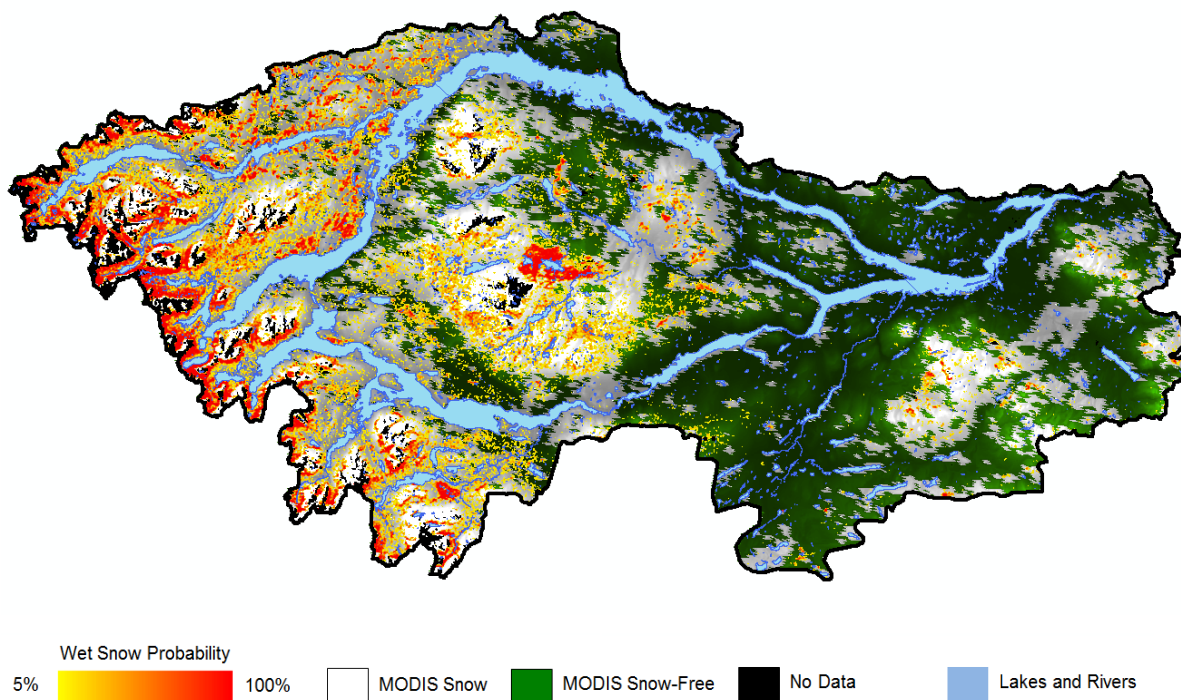 Wet Snow Probability
5% 100% MODIS Snow MODIS Snow-Free No Data Lakes and Rivers